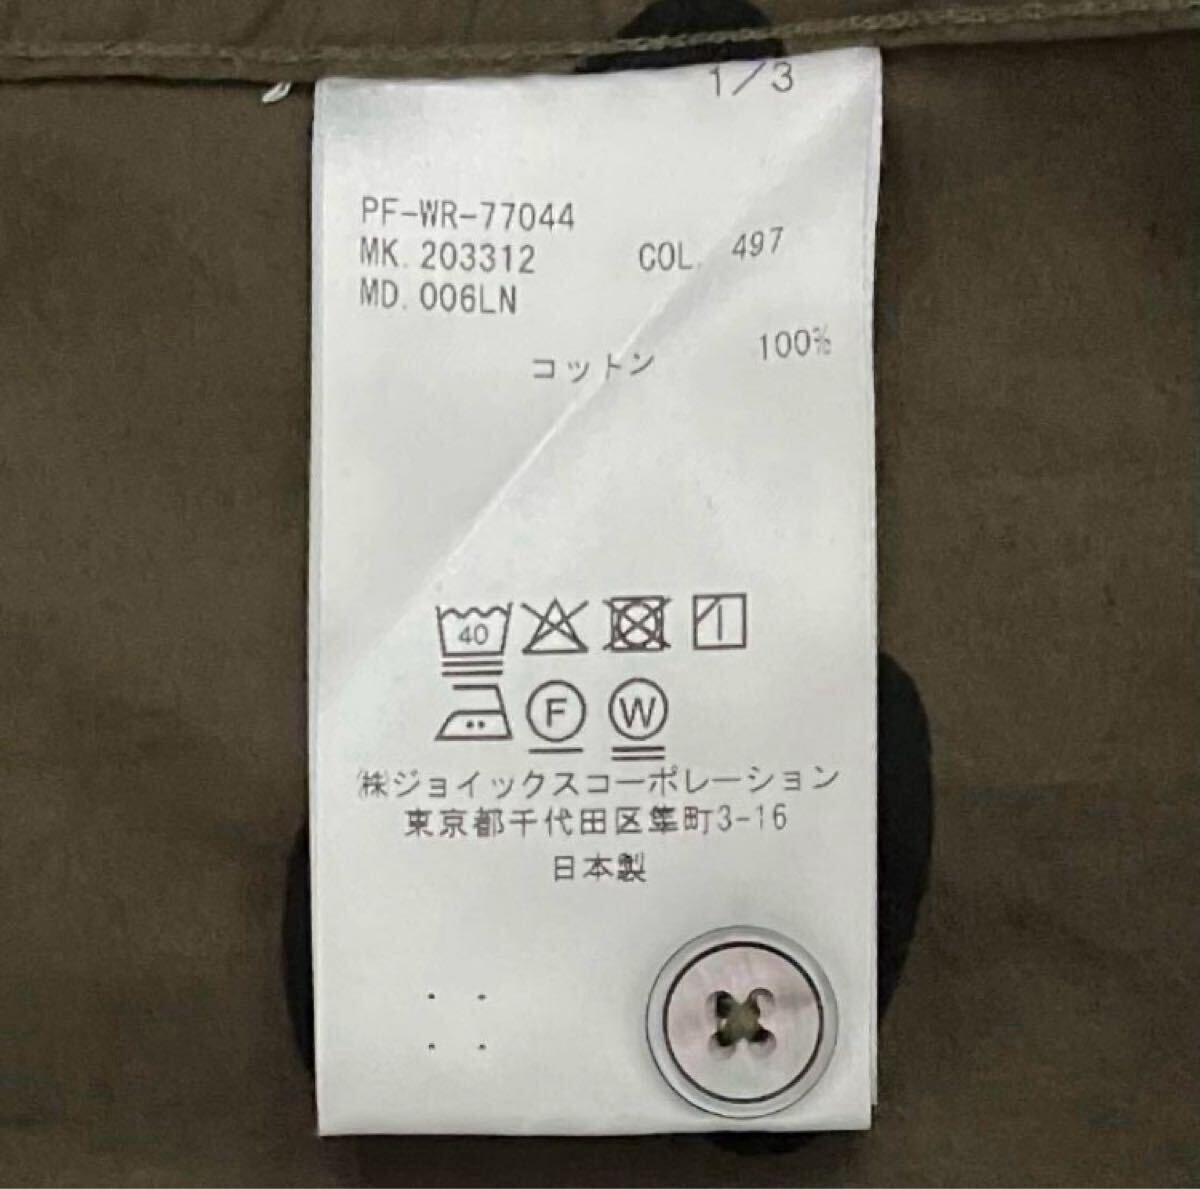 1/3
PF-WR-77044
MK. 203312 COL. 497
MD. 006LN
コットン 100%
40
F W
㈱ジョイックスコーポレーション
東京都千代田区隼町3-16
日本製